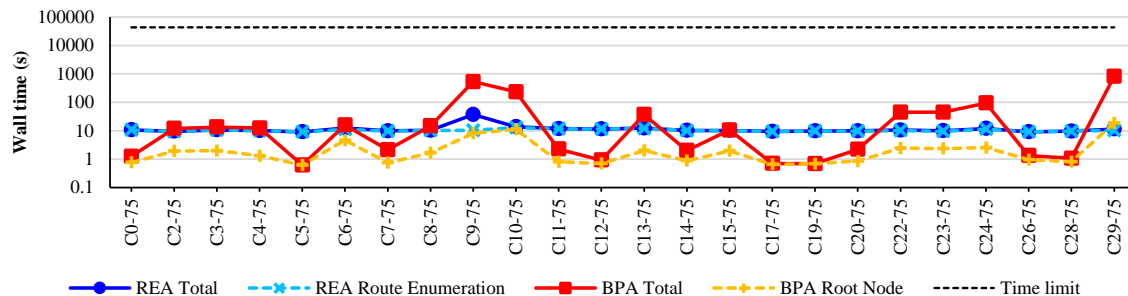 100000
10000
1000
100
10
1
0.1
Wall time (s)
C0-75
C2-75
C3-75
C4-75
C5-75
C6-75
C7-75
C8-75
C9-75
C10-75
C11-75
C12-75
C13-75
C14-75
C15-75
C17-75
C19-75
C20-75
C22-75
C23-75
C24-75
C26-75
C28-75
C29-75
REA Total
REA Route Enumeration
BPA Total
BPA Root Node
Time limit